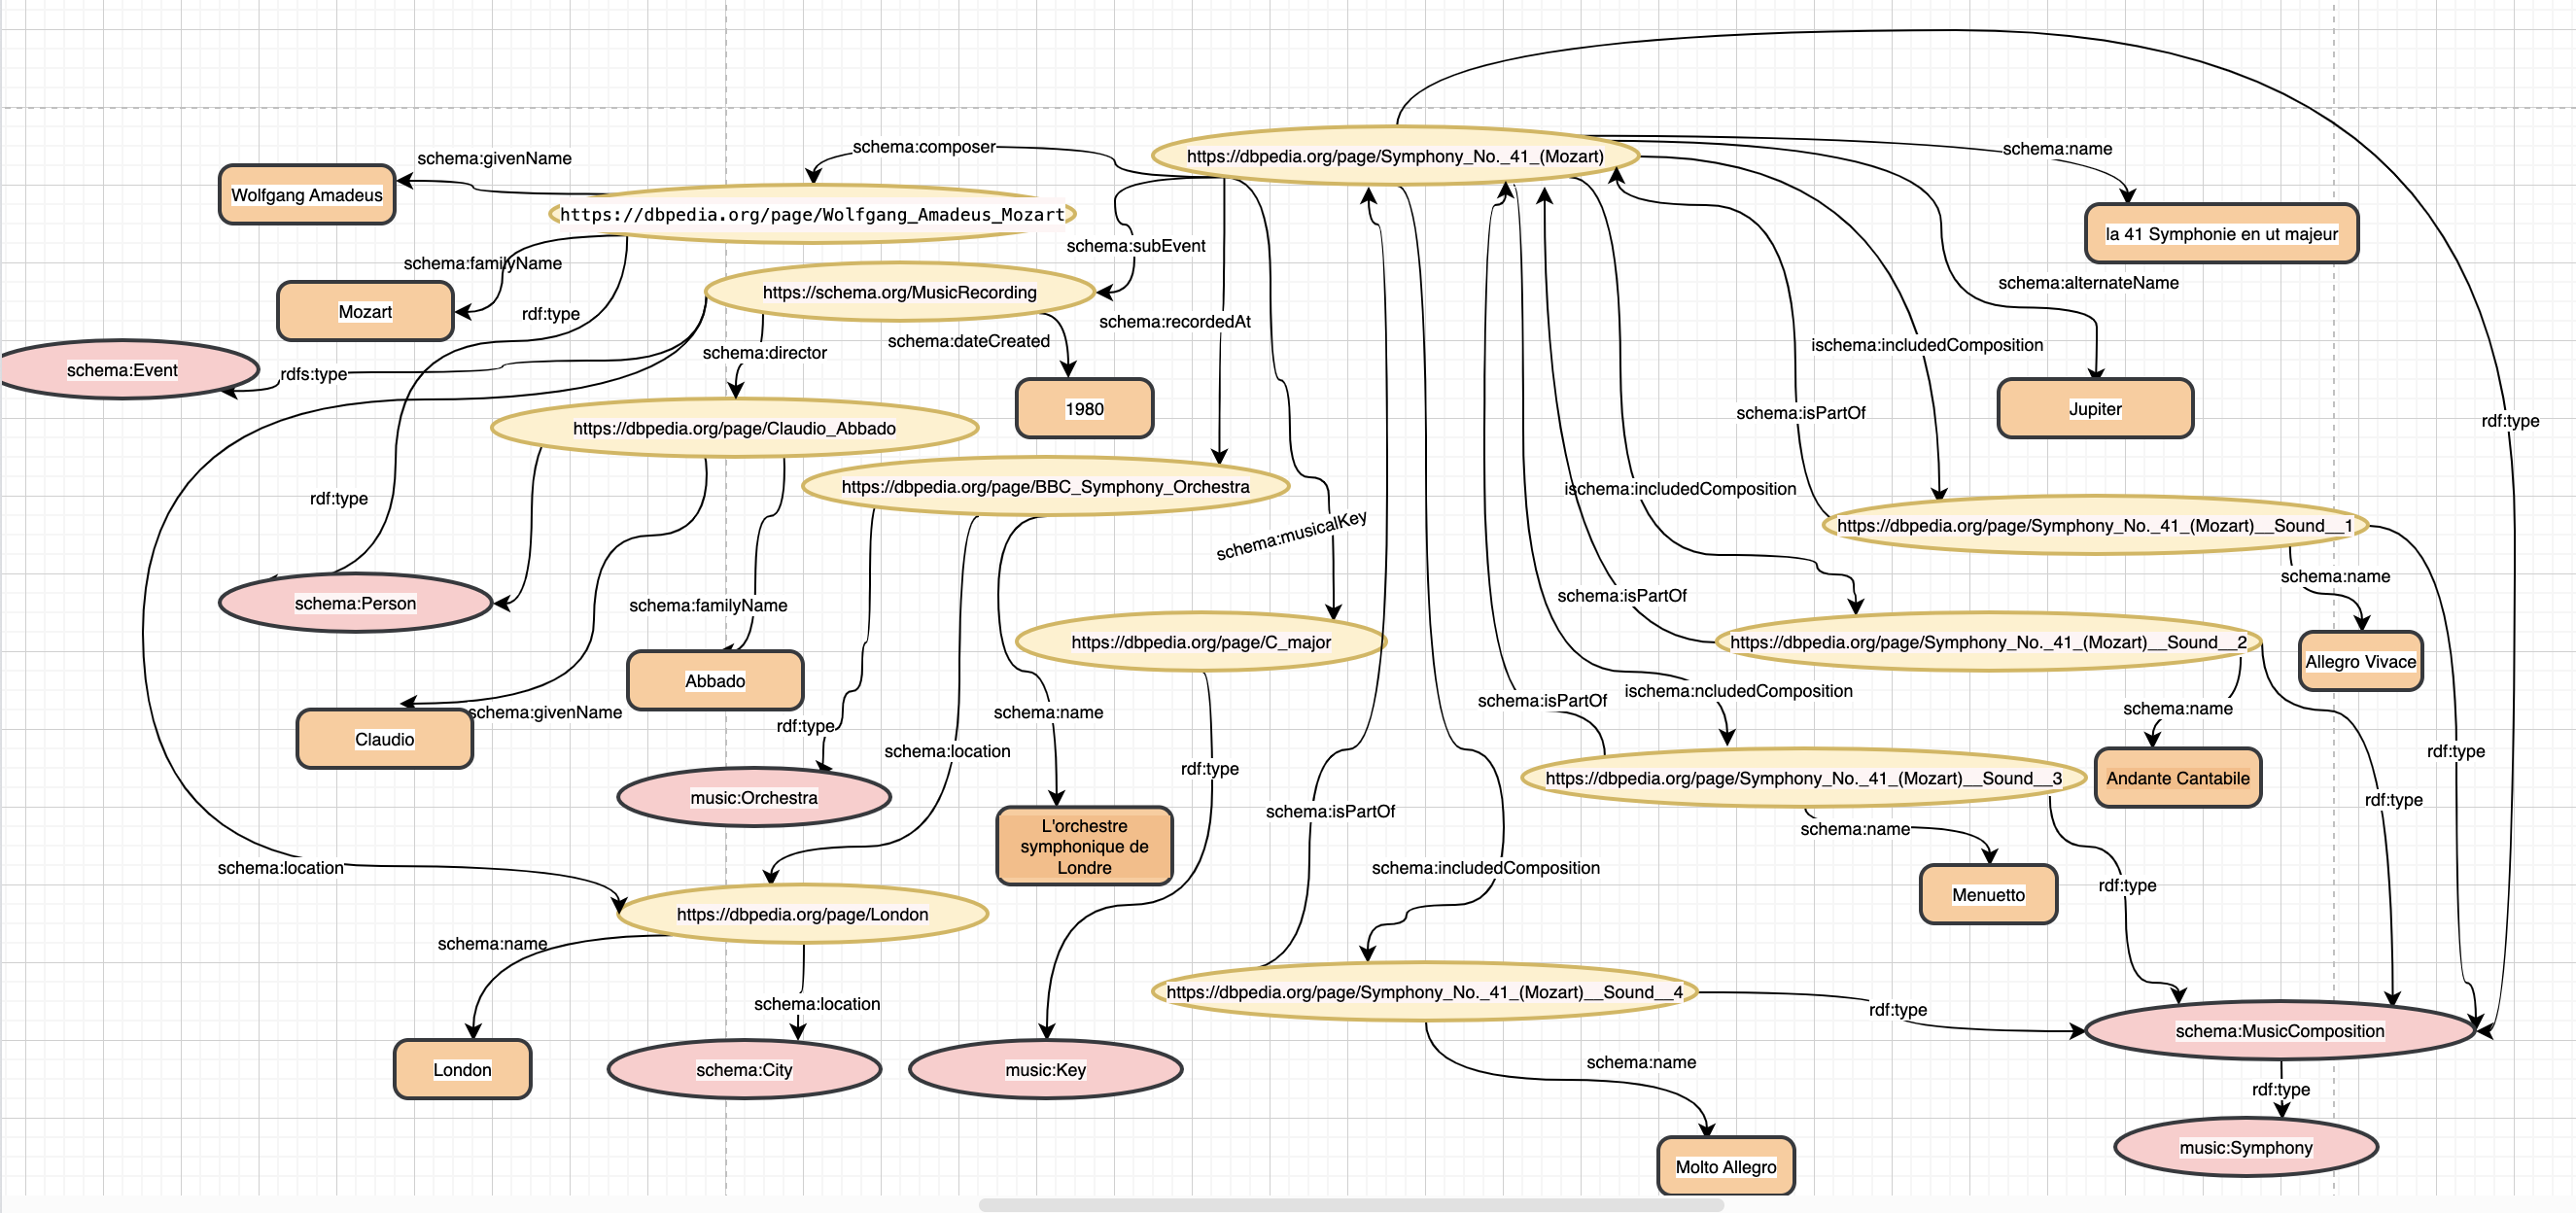 schema:composer
https://dbpedia.org/page/Symphony_No._41_(Mozart)
schema:name
schema:givenName
Wolfgang Amadeus
https://dbpedia.org/page/Wolfgang_Amadeus_Mozart
la 41 Symphonie en ut majeur
schema:subEvent
schema:familyName
https://schema.org/MusicRecording
schema:alternateName
Mozart
rdf:type
schema:recordedAt
schema:dateCreated
ischema:includedComposition
schema:director
schema:Event
rdfs:type
1980
schema:isPartOf
Jupiter
rdf:type
https://dbpedia.org/page/Claudio_Abbado
https://dbpedia.org/page/BBC_Symphony_Orchestra
ischema:includedComposition
rdf:type
schema:musicalKey
https://dbpedia.org/page/Symphony_No._41_(Mozart)__Sound__1
schema:name
schema:Person
schema:familyName
schema:isPartOf
https://dbpedia.org/page/C_major
https://dbpedia.org/page/Symphony_No._41_(Mozart)__Sound__2
Allegro Vivace
Abbado
ischema:ncludedComposition
schema:isPartOf
schema:name
schema:givenName
schema:name
Claudio
rdf:type
schema:location
rdf:type
rdf:type
https://dbpedia.org/page/Symphony_No._41_(Mozart)__Sound__3
Andante Cantabile
music:Orchestra
rdf:type
schema:isPartOf
schema:name
L'orchestre
symphonique de
Londre
schema:location
schema:includedComposition
rdf:type
Menuetto
https://dbpedia.org/page/London
schema:name
https://dbpedia.org/page/Symphony_No._41_(Mozart)__Sound__4
schema:location
rdf:type
schema:MusicComposition
London
schema:City
music:Key
schema:name
rdf:type
music:Symphony
Molto Allegro